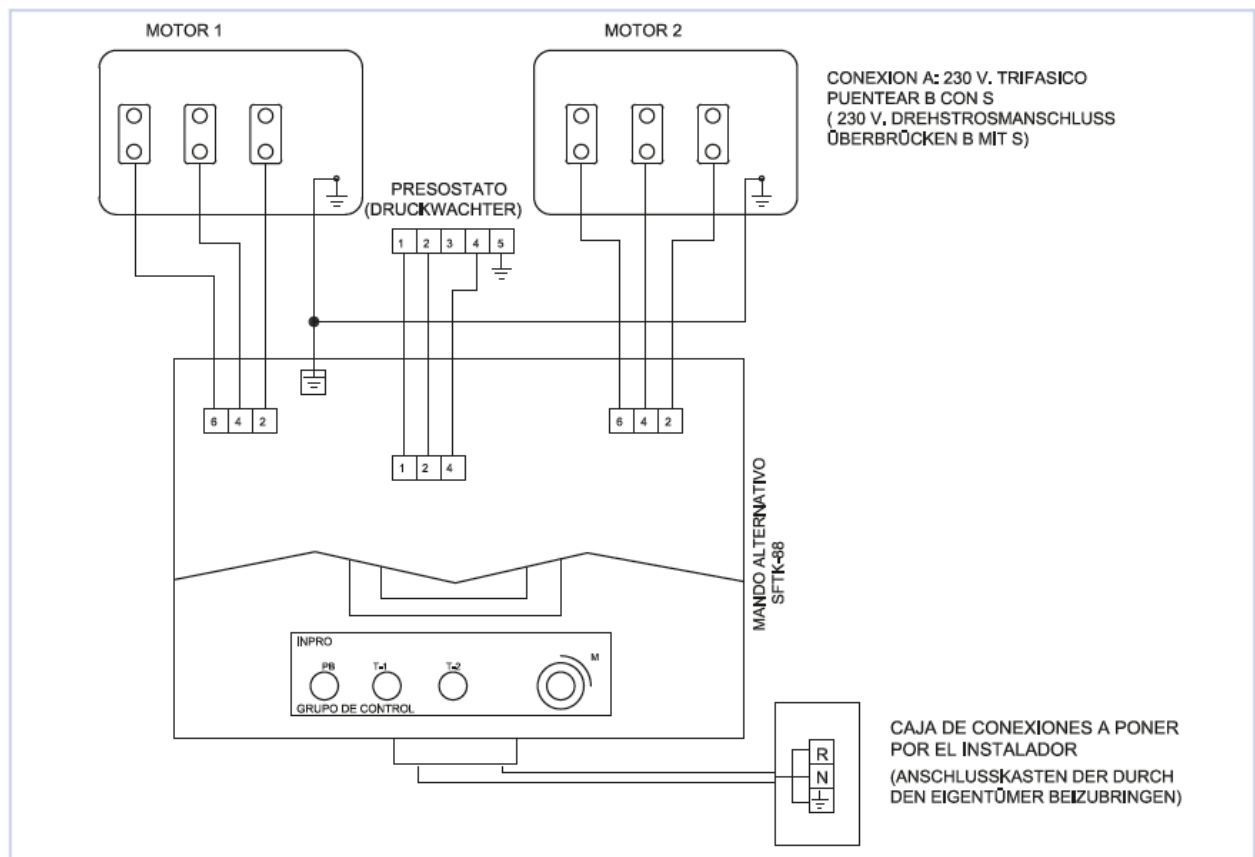 MOTOR 1
MOTOR 2
CONEXION A: 230 V. TRIFASICO
PUENTEAR B CON S
( 230 V. DREHSTROSMANSCHLUSS
ÜBERBRÜCKEN B MIT S)
PRESOSTATO
(DRUCKWACHTER)
1 2 3 4 5
6 4 2
6 4 2
1 2 4
MANDO ALTERNATIVO
SFTK-88
INPRO
PB T-1 T-2 M
GRUPO DE CONTROL
R
N
CAJA DE CONEXIONES A PONER
POR EL INSTALADOR
(ANSCHLUSSKASTEN DER DURCH
DEN EIGENTÜMER BEIZUBRINGEN)